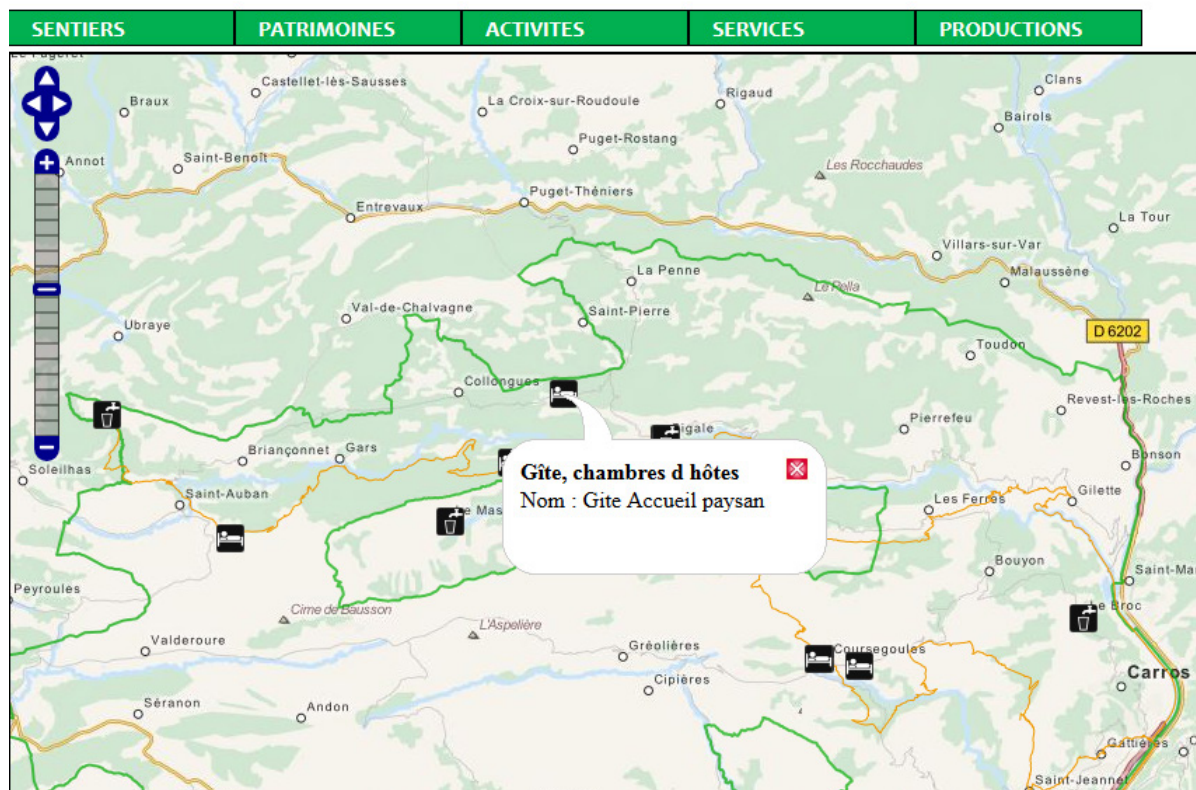 SENTIERS
PATRIMOINES
ACTIVITES
SERVICES
PRODUCTIONS
Castellet-lès-Sausses
Clans
Braux
La Croix-sur-Roudoule
Rigaud
Bairols
Puget-Rostang
Annot
Saint-Benoît
Les Rocchaudes
Puget-Théniers
Entrevaux
La Tour
Villars-sur-Var
La Penne
Malaussène
Le Pella
Val-de-Chalvagne
Saint-Pierre
Ubraye
D 6202
Toudon
Collongues
Revest-les-Roches
Pierrefeu
igale
Briançonnet
Gars
Bonson
Soleilhas
Gîte, chambres d hôtes
Nom : Gite Accueil paysan
Saint-Auban
Les Ferres
Gilette
Le Mas
Bouyon
Saint-Mar
Peyroules
Cime de Bausson
Le Broc
L'Aspelière
Valderoure
Gréolières
Coursegoules
Carros
Cipières
Séranon
Andon
Gattières
Saint-Jeannet